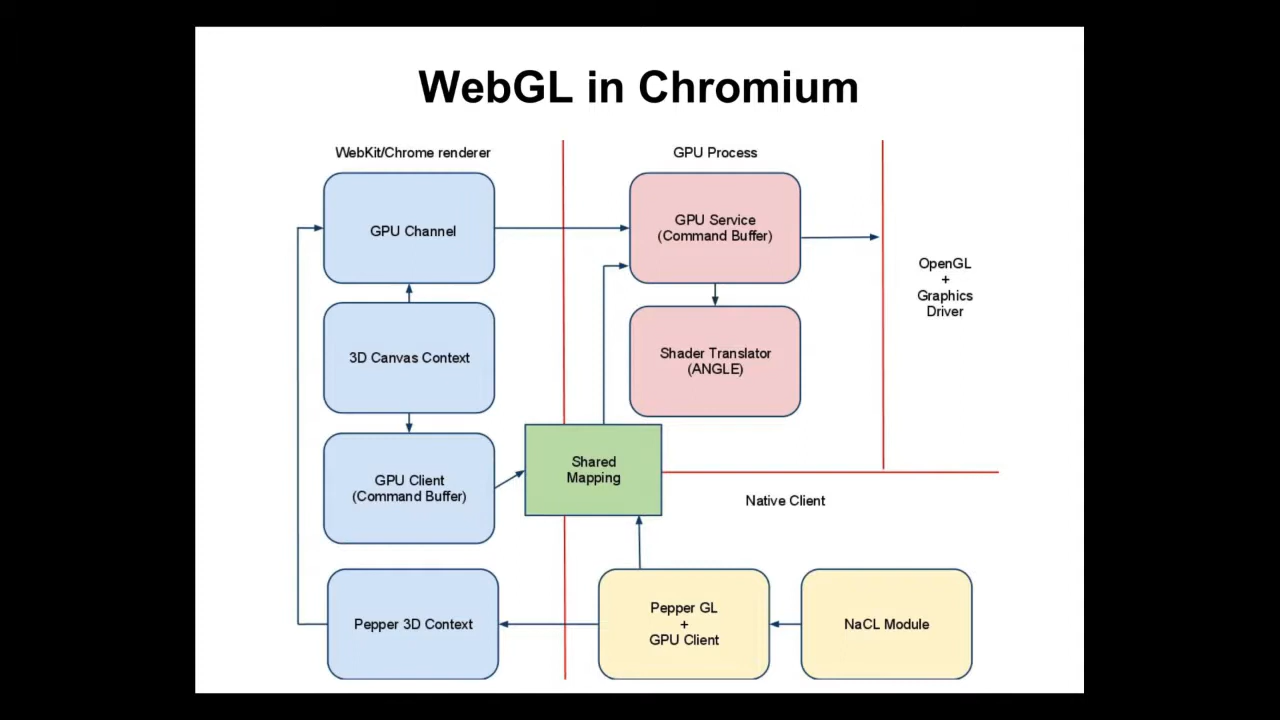 WebGL in Chromium
WebKit/Chrome renderer
GPU Process
GPU Channel
GPU Service
(Command Buffer)
OpenGL
+
Graphics
Driver
3D Canvas Context
Shader Translator
(ANGLE)
GPU Client
(Command Buffer)
Shared
Mapping
Native Client
Pepper 3D Context
Pepper GL
+
GPU Client
NaCL Module